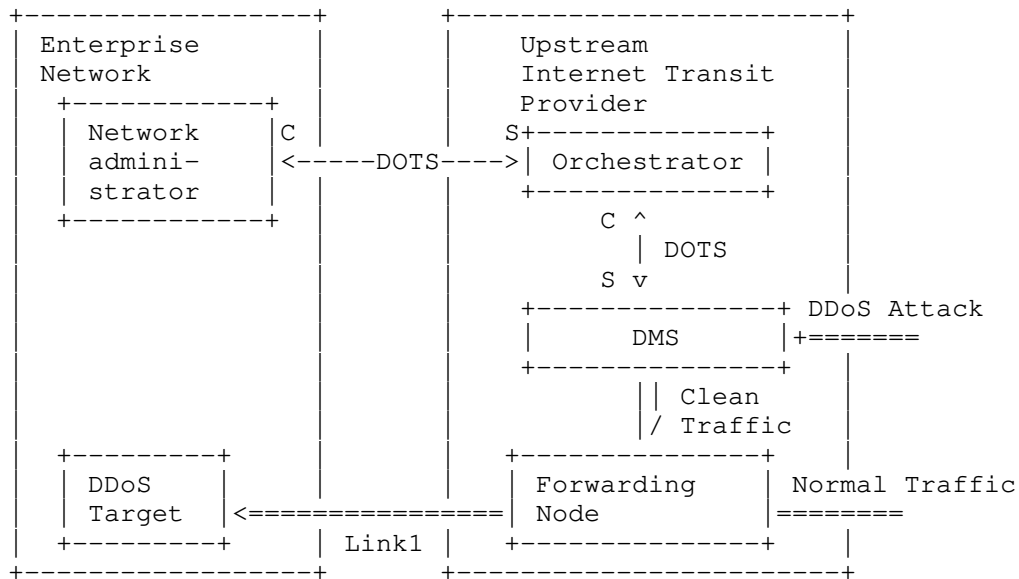 Enterprise Network
Upstream Internet Transit Provider
Network admini- strator
C
S
DOTS
Orchestrator
C
DOTS
S
DDoS Attack
DMS
Clean Traffic
DDoS Target
Forwarding Node
Normal Traffic
Link1